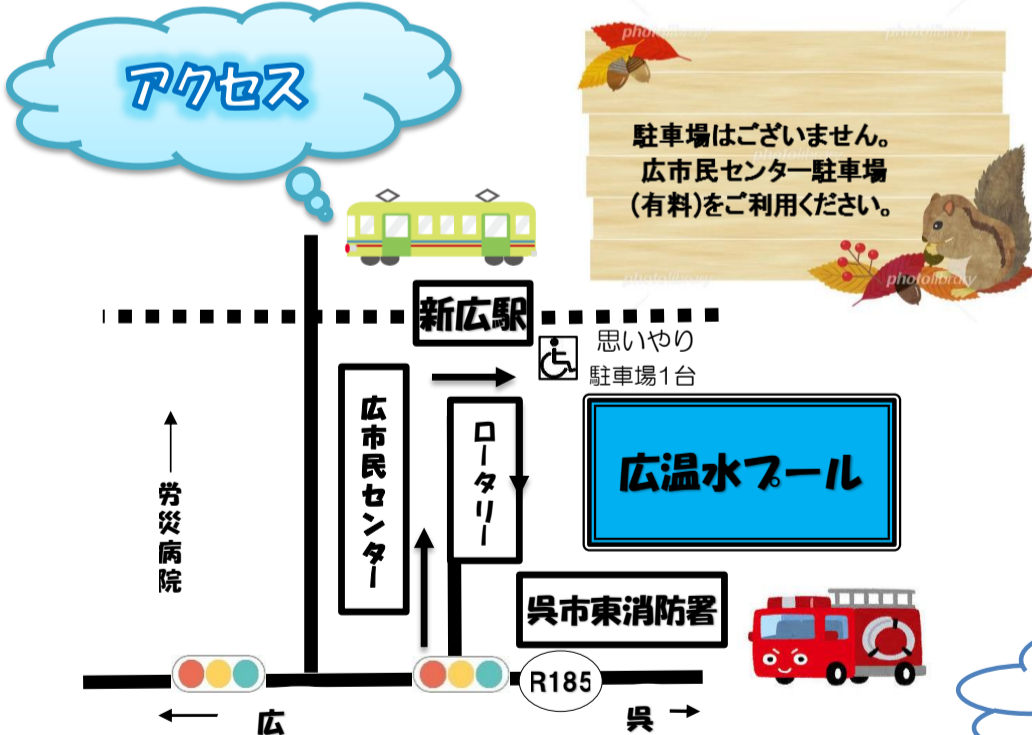 アクセス
photolibrary
photolibrary
駐車場はございません。
広市民センター駐車場
(有料)をご利用ください。
photolibrary
photolibrary
新広駅
思いやり
駐車場1台
広市民センター
ロータリー
広温水プール
労災病院
呉市東消防署
R185
広
呉